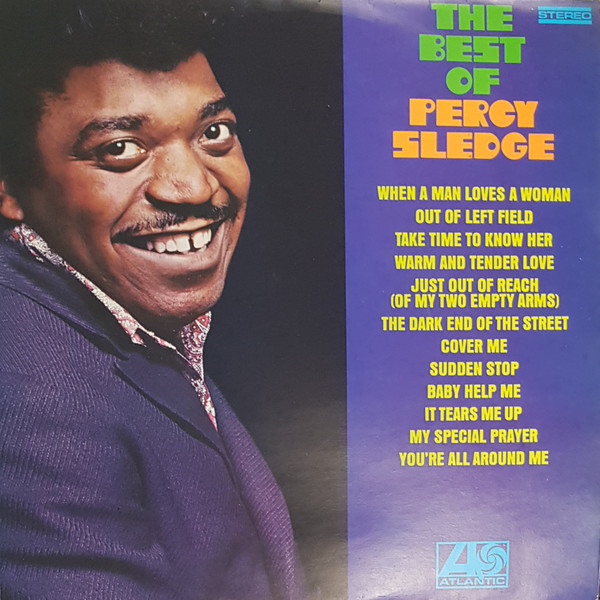 THE
BEST
OF
PERCY
SLEDGE
STEREO
WHEN A MAN LOVES A WOMAN
OUT OF LEFT FIELD
TAKE TIME TO KNOW HER
WARM AND TENDER LOVE
JUST OUT OF REACH
(OF MY TWO EMPTY ARMS)
THE DARK END OF THE STREET
COVER ME
SUDDEN STOP
BABY HELP ME
IT TEARS ME UP
MY SPECIAL PRAYER
YOU'RE ALL AROUND ME
ATLANTIC